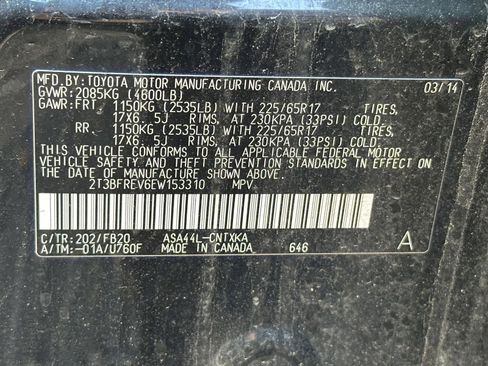 MFD.BY:TOYOTA MOTOR MANUFACTURING CANADA INC. 03/14
GVWR:2085KG (4600LB)
GAWR:FRT. 1150KG (2535LB) WITH 225/65R17 TIRES,
17X6.5J RIMS, AT 230KPA (33PSI) COLD.
RR. 1150KG (2535LB) WITH 225/65R17 TIRES,
17X6.5J RIMS, AT 230KPA (33PSI) COLD.
THIS VEHICLE CONFORMS TO ALL APPLICABLE FEDERAL MOTOR
VEHICLE SAFETY AND THEFT PREVENTION STANDARDS IN EFFECT ON
THE DATE OF MANUFACTURE SHOWN ABOVE.
2T3BFREV6EW153310 MPV
C/TR:202/FB20 ASA44L-CNTXKA A
A/TM:-01A/U760F MADE IN CANADA 646